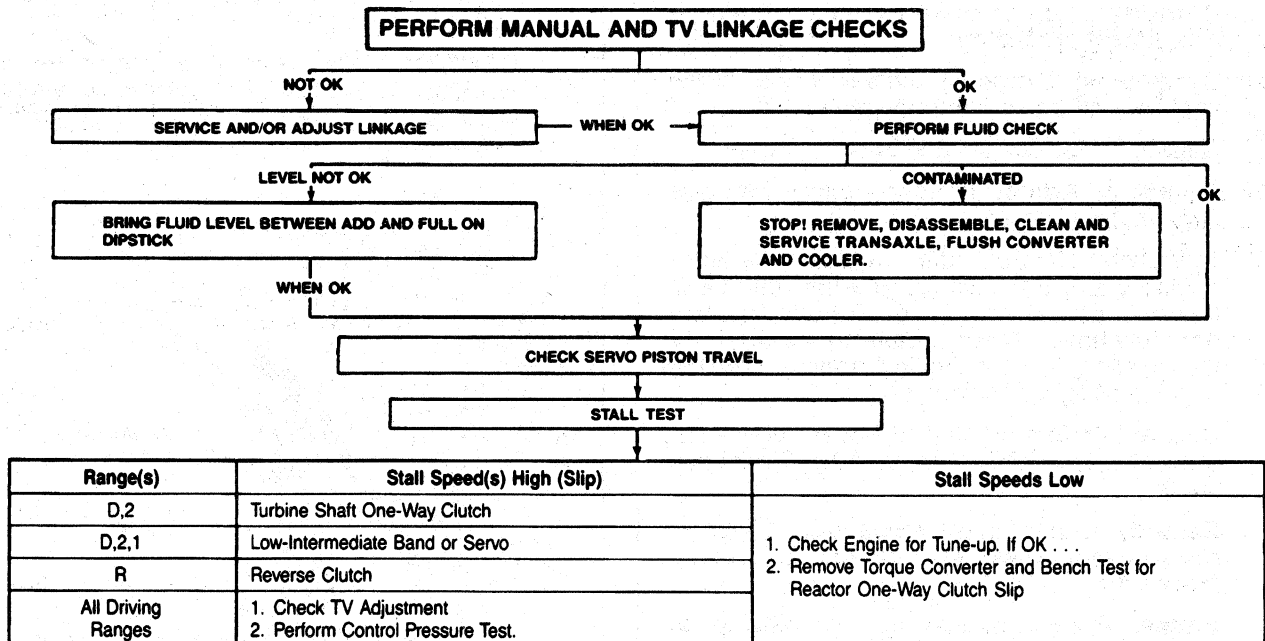 PERFORM MANUAL AND TV LINKAGE CHECKS
NOT OK
OK
SERVICE AND/OR ADJUST LINKAGE
WHEN OK
PERFORM FLUID CHECK
LEVEL NOT OK
CONTAMINATED
OK
BRING FLUID LEVEL BETWEEN ADD AND FULL ON
DIPSTICK
STOP! REMOVE, DISASSEMBLE, CLEAN AND
SERVICE TRANSAXLE, FLUSH CONVERTER
AND COOLER.
WHEN OK
CHECK SERVO PISTON TRAVEL
STALL TEST
Range(s)
Stall Speed(s) High (Slip)
Stall Speeds Low
D,2
Turbine Shaft One-Way Clutch
D,2,1
Low-Intermediate Band or Servo
R
Reverse Clutch
All Driving
Ranges
1. Check TV Adjustment
2. Perform Control Pressure Test.
1. Check Engine for Tune-up. If OK . . .
2. Remove Torque Converter and Bench Test for
Reactor One-Way Clutch Slip